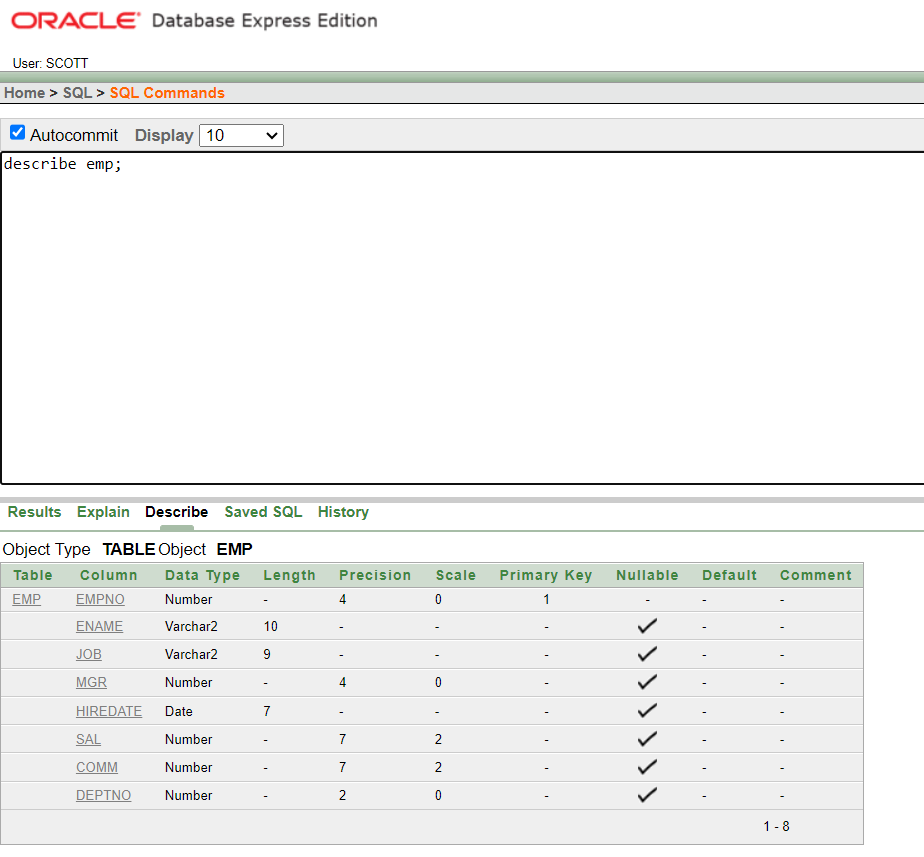 ORACLE Database Express Edition
User: SCOTT
Home > SQL > SQL Commands
Autocommit Display 10
describe emp;
Results Explain Describe Saved SQL History
Object Type TABLE Object EMP
Table Column Data Type Length Precision Scale Primary Key Nullable Default Comment
EMP EMPNO Number - 4 0 1 - - -
ENAME Varchar2 10 - - - ✓ - -
JOB Varchar2 9 - - - ✓ - -
MGR Number - 4 0 - ✓ - -
HIREDATE Date 7 - - - ✓ - -
SAL Number - 7 2 - ✓ - -
COMM Number - 7 2 - ✓ - -
DEPTNO Number - 2 0 - ✓ - -
1 - 8